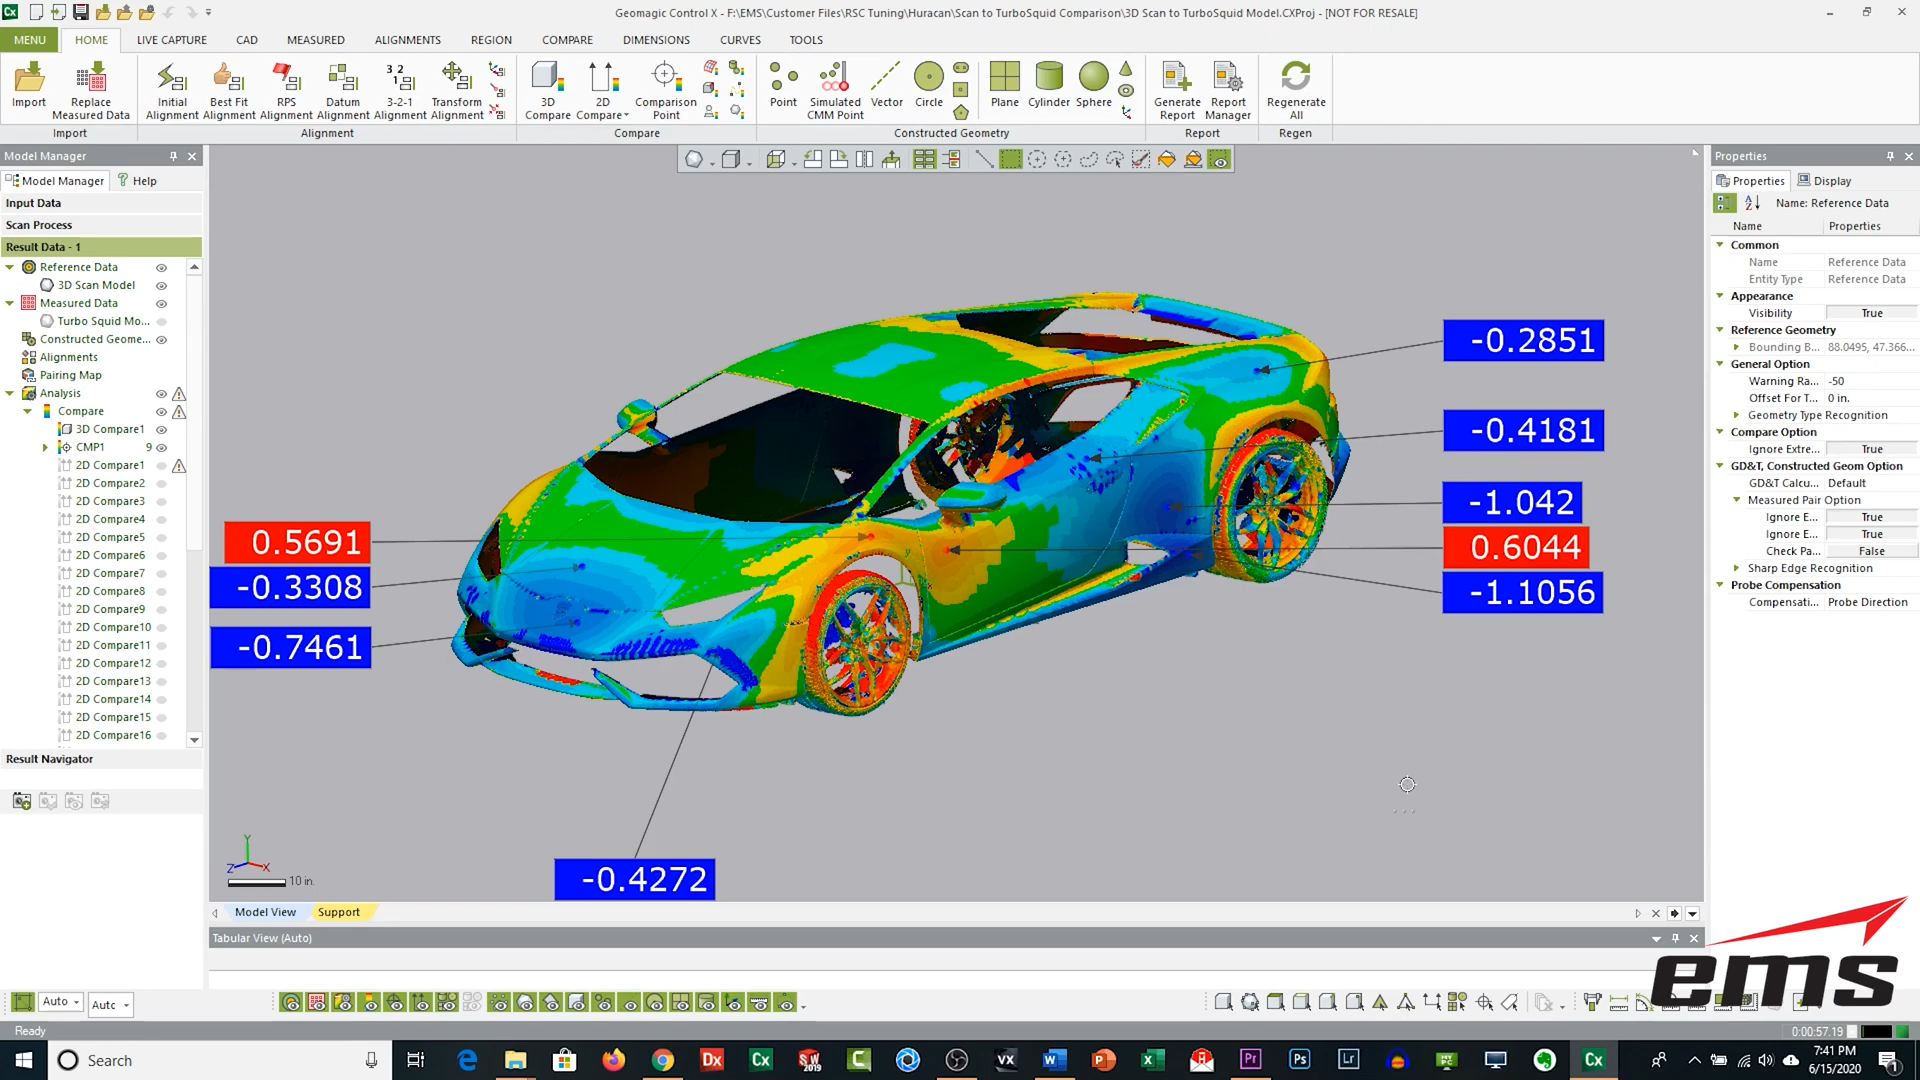 Geomagic Control X - F:\EMS\Customer Files\RSC Tuning\Huracan\Scan to TurboSquid Comparison\3D Scan to TurboSquid Model.CXProj - [NOT FOR RESALE]
MENU HOME LIVE CAPTURE CAD MEASURED ALIGNMENTS REGION COMPARE DIMENSIONS CURVES TOOLS
Import
Replace Measured Data
Initial Alignment
Best Fit Alignment
RPS Alignment
Datum Alignment
3-2-1 Alignment
Transform Alignment
3D Compare
2D Compare
Comparison Point
Point
Simulated CMM Point
Vector
Circle
Plane
Cylinder
Sphere
Generate Report
Report Manager
Regenerate All
Import Alignment Compare Constructed Geometry Report Regen
Model Manager
Model Manager Help
Input Data
Scan Process
Result Data - 1
Reference Data
3D Scan Model
Measured Data
Turbo Squid Mo...
Constructed Geome...
Alignments
Pairing Map
Analysis
Compare
3D Compare1
CMP1 9
2D Compare1
2D Compare2
2D Compare3
2D Compare4
2D Compare5
2D Compare6
2D Compare7
2D Compare8
2D Compare9
2D Compare10
2D Compare11
2D Compare12
2D Compare13
2D Compare14
2D Compare15
2D Compare16
Result Navigator
0.5691
-0.3308
-0.7461
-0.4272
-0.2851
-0.4181
-1.042
0.6044
-1.1056
Y
Z X
10 in.
Model View Support
Tabular View (Auto)
Properties
Properties Display
Name: Reference Data
Name Properties
Common
Name Reference Data
Entity Type Reference Data
Appearance
Visibility True
Reference Geometry
Bounding B... 88.0495, 47.366...
General Option
Warning Ra... -50
Offset For T... 0 in.
Geometry Type Recognition
Compare Option
Ignore Extre... True
GD&T, Constructed Geom Option
GD&T Calcu... Default
Measured Pair Option
Ignore E... True
Ignore E... True
Check Pa... False
Sharp Edge Recognition
Probe Compensation
Compensati... Probe Direction
ems
Auto Autc
Ready
0:00:57.19
Search
7:41 PM
6/15/2020